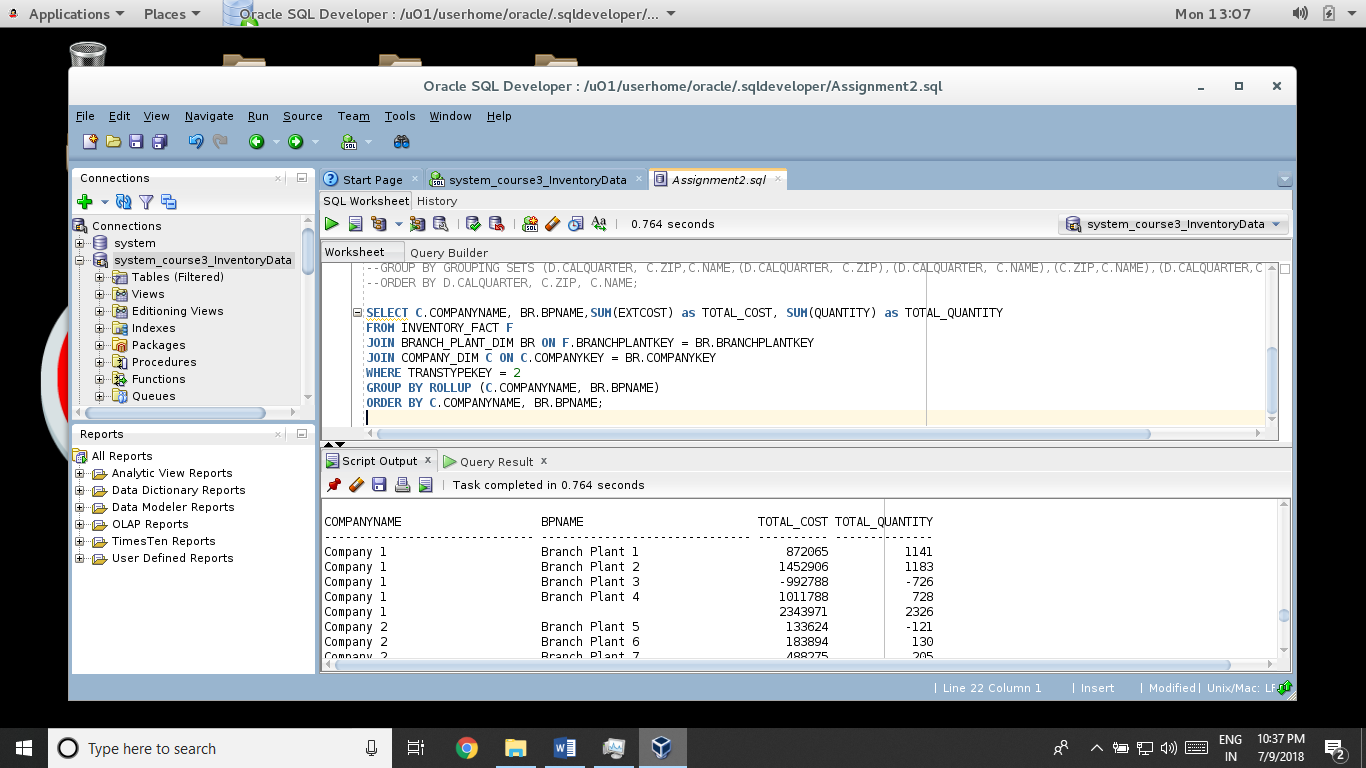 Applications Places Oracle SQL Developer : /u01/userhome/oracle/.sqldeveloper/... Mon 13:07
Oracle SQL Developer : /u01/userhome/oracle/.sqldeveloper/Assignment2.sql
File Edit View Navigate Run Source Team Tools Window Help
Connections
Connections
system
system_course3_InventoryData
Tables (Filtered)
Views
Editioning Views
Indexes
Packages
Procedures
Functions
Queues
Reports
All Reports
Analytic View Reports
Data Dictionary Reports
Data Modeler Reports
OLAP Reports
TimesTen Reports
User Defined Reports
Start Page system_course3_InventoryData Assignment2.sql
SQL Worksheet History
0.764 seconds system_course3_InventoryData
Worksheet Query Builder
--GROUP BY GROUPING SETS (D.CALQUARTER, C.ZIP,C.NAME,(D.CALQUARTER, C.ZIP),(D.CALQUARTER, C.NAME),(C.ZIP,C.NAME),(D.CALQUARTER,C
--ORDER BY D.CALQUARTER, C.ZIP, C.NAME;
SELECT C.COMPANYNAME, BR.BPNAME,SUM(EXTCOST) as TOTAL_COST, SUM(QUANTITY) as TOTAL_QUANTITY
FROM INVENTORY_FACT F
JOIN BRANCH_PLANT_DIM BR ON F.BRANCHPLANTKEY = BR.BRANCHPLANTKEY
JOIN COMPANY_DIM C ON C.COMPANYKEY = BR.COMPANYKEY
WHERE TRANSTYPEKEY = 2
GROUP BY ROLLUP (C.COMPANYNAME, BR.BPNAME)
ORDER BY C.COMPANYNAME, BR.BPNAME;
Script Output Query Result
Task completed in 0.764 seconds
COMPANYNAME BPNAME TOTAL_COST TOTAL_QUANTITY
------------------------------ ------------------------------ ---------- --------------
Company 1 Branch Plant 1 872065 1141
Company 1 Branch Plant 2 1452906 1183
Company 1 Branch Plant 3 -992788 -726
Company 1 Branch Plant 4 1011788 728
Company 1 2343971 2326
Company 2 Branch Plant 5 133624 -121
Company 2 Branch Plant 6 183894 130
Company 2 Branch Plant 7 488275 205
Line 22 Column 1 Insert Modified Unix/Mac: LF
Type here to search
ENG
IN
10:37 PM
7/9/2018
2